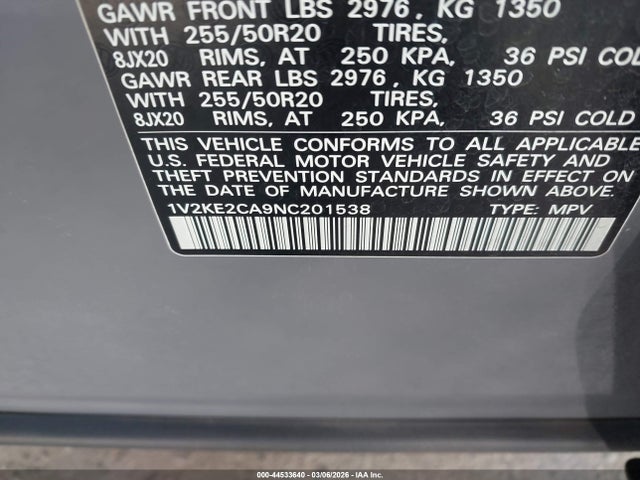 GAWR FRONT LBS 2976, KG 1350
WITH 255/50R20 TIRES,
8JX20 RIMS, AT 250 KPA, 36 PSI COL
GAWR REAR LBS 2976, KG 1350
WITH 255/50R20 TIRES,
8JX20 RIMS, AT 250 KPA, 36 PSI COLD
THIS VEHICLE CONFORMS TO ALL APPLICABLE
U.S. FEDERAL MOTOR VEHICLE SAFETY AND
THEFT PREVENTION STANDARDS IN EFFECT ON
DATE OF MANUFACTURE SHOWN ABOVE.
1V2KE2CA9NC201538 TYPE: MPV
000-44533640 - 03/06/2026 - IAA Inc.